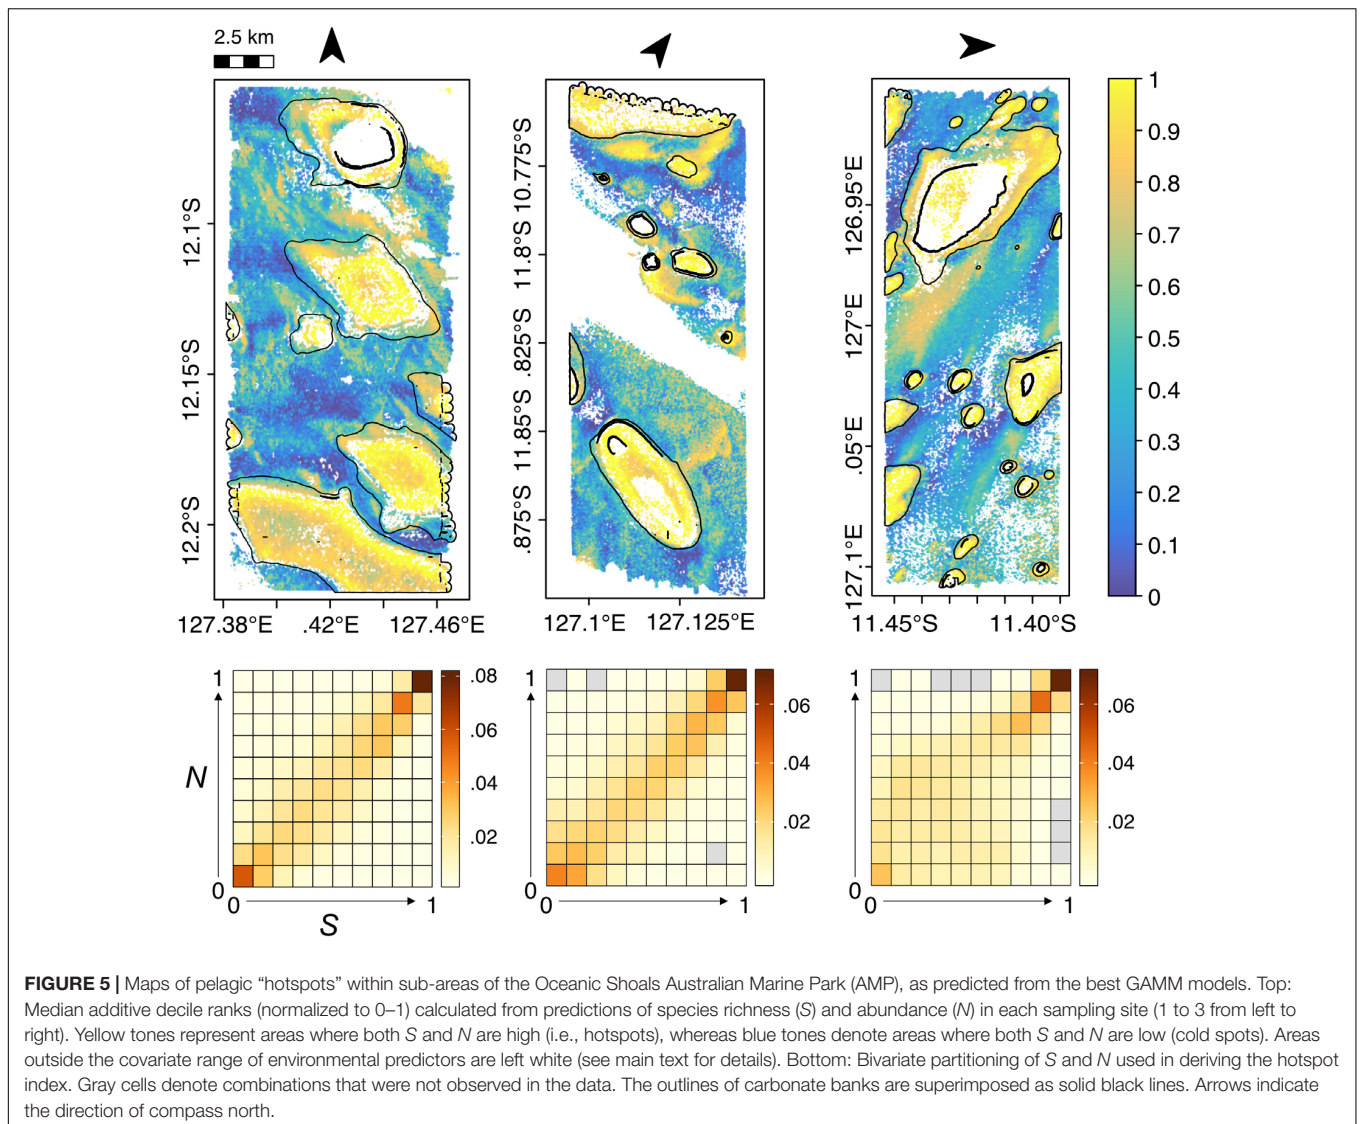 2.5 km
12.1°S
12.15°S
12.2°S
127.38°E .42°E 127.46°E
10.775°S
11.8°S
.825°S
11.85°S
.875°S
127.1°E 127.125°E
126.95°E
127°E
.05°E
127.1°E
11.45°S 11.40°S
1
0.9
0.8
0.7
0.6
0.5
0.4
0.3
0.2
0.1
0
1
N
0
0 1
S
.08
.06
.04
.02
1
0
0 1
.06
.04
.02
1
0
0 1
.06
.04
.02
FIGURE 5 | Maps of pelagic “hotspots” within sub-areas of the Oceanic Shoals Australian Marine Park (AMP), as predicted from the best GAMM models. Top:
Median additive decile ranks (normalized to 0–1) calculated from predictions of species richness (S) and abundance (N) in each sampling site (1 to 3 from left to
right). Yellow tones represent areas where both S and N are high (i.e., hotspots), whereas blue tones denote areas where both S and N are low (cold spots). Areas
outside the covariate range of environmental predictors are left white (see main text for details). Bottom: Bivariate partitioning of S and N used in deriving the hotspot
index. Gray cells denote combinations that were not observed in the data. The outlines of carbonate banks are superimposed as solid black lines. Arrows indicate
the direction of compass north.